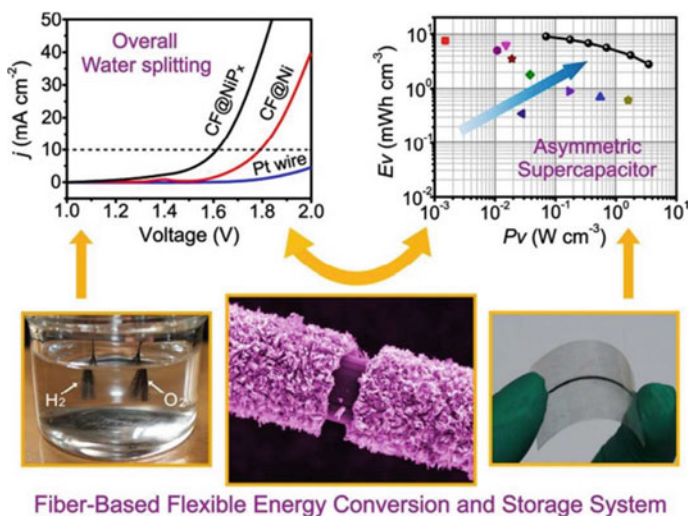 50
40
30
20
10
0
j (mA cm⁻²)
Overall
Water splitting
CF@NiPₓ
CF@Ni
Pt wire
1.0 1.2 1.4 1.6 1.8 2.0
Voltage (V)
10¹
10⁰
10⁻¹
10⁻²
Ev (mWh cm⁻³)
Asymmetric
Supercapacitor
10⁻³ 10⁻² 10⁻¹ 10⁰ 10¹
Pv (W cm⁻³)
H₂ O₂
Fiber-Based Flexible Energy Conversion and Storage System